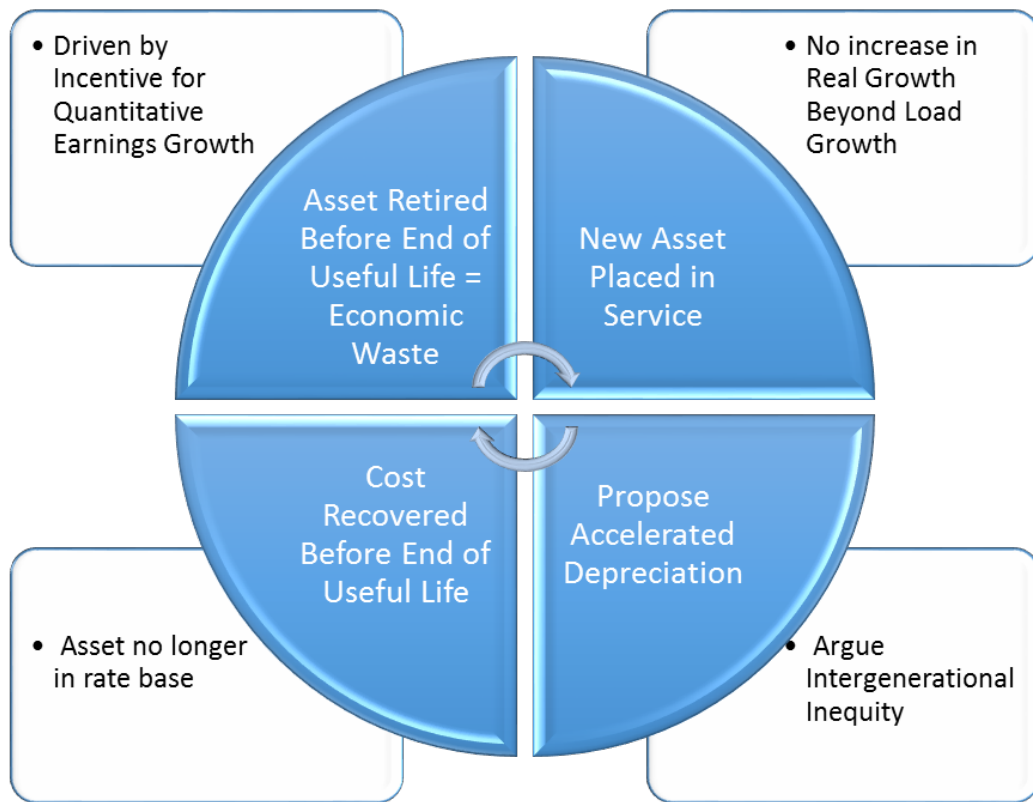 • Driven by
Incentive for
Quantitative
Earnings Growth
• No increase in
Real Growth
Beyond Load
Growth
Asset Retired
Before End of
Useful Life =
Economic
Waste
New Asset
Placed in
Service
Cost
Recovered
Before End of
Useful Life
Propose
Accelerated
Depreciation
• Asset no longer
in rate base
• Argue
Intergenerational
Inequity